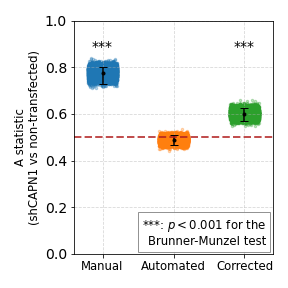 1.0
0.8
0.6
0.4
0.2
0.0
A statistic
(shCAPN1 vs non-transfected)
***
***
***: p < 0.001 for the
Brunner-Munzel test
Manual Automated Corrected